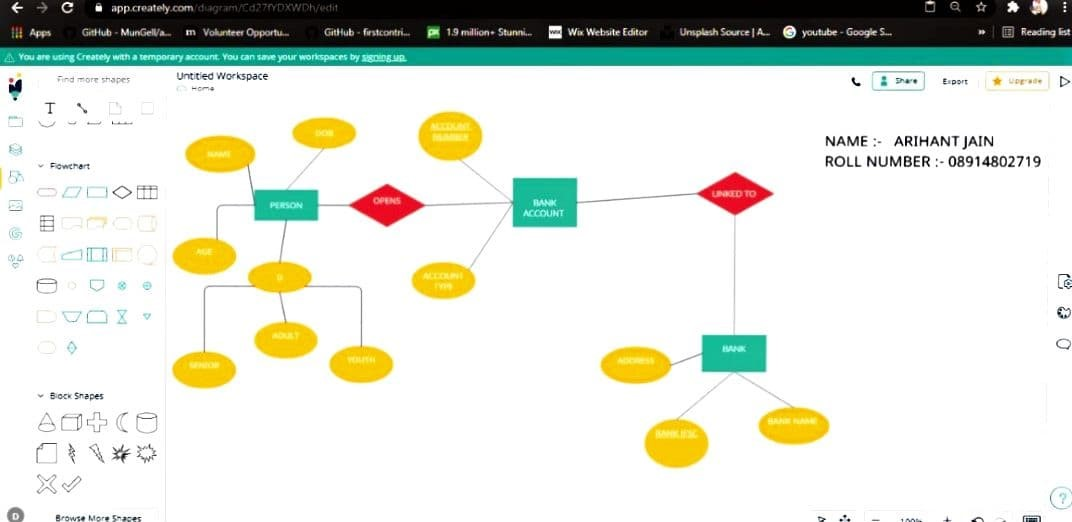 app.creately.com/diagram/Cd27fYDXWDh/edit
Apps
GitHub - MunGell/a...
m Volunteer Opportu...
GitHub - firstcontri...
1.9 million+ Stunni...
Wix Website Editor
Unsplash Source | A...
youtube - Google S...
»
Reading list
You are using Creately with a temporary account. You can save your workspaces by signing up.
Find more shapes
Untitled Workspace
Home
Share
Export
Upgrade
T
Flowchart
Block Shapes
Browse More Shapes
D
NAME :- ARIHANT JAIN
ROLL NUMBER :- 08914802719
NAME
DOB
ACCOUNT
NUMBER
PERSON
OPENS
BANK
ACCOUNT
LINKED TO
AGE
D
ACCOUNT
TYPE
SENIOR
ADULT
YOUTH
ADDRESS
BANK
BANK IFSC
BANK NAME
100%
?